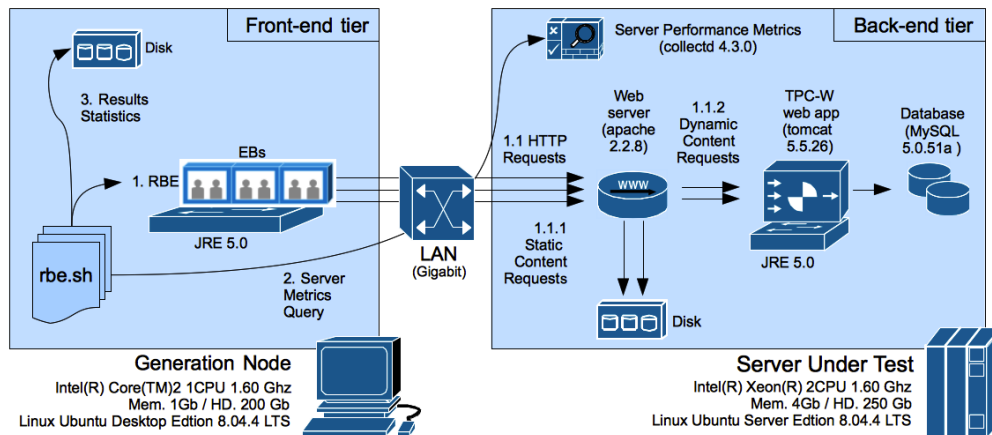 Front-end tier
Disk
3. Results
Statistics
EBs
1. RBE
JRE 5.0
rbe.sh
2. Server
Metrics
Query
LAN
(Gigabit)
Back-end tier
Server Performance Metrics
(collectd 4.3.0)
Web
server
(apache
2.2.8)
1.1 HTTP
Requests
WWW
1.1.1
Static
Content
Requests
1.1.2
Dynamic
Content
Requests
TPC-W
web app
(tomcat
5.5.26)
JRE 5.0
Database
(MySQL
5.0.51a )
Disk
Generation Node
Intel(R) Core(TM)2 1CPU 1.60 Ghz
Mem. 1Gb / HD. 200 Gb
Linux Ubuntu Desktop Edtion 8.04.4 LTS
Server Under Test
Intel(R) Xeon(R) 2CPU 1.60 Ghz
Mem. 4Gb / HD. 250 Gb
Linux Ubuntu Server Edition 8.04.4 LTS